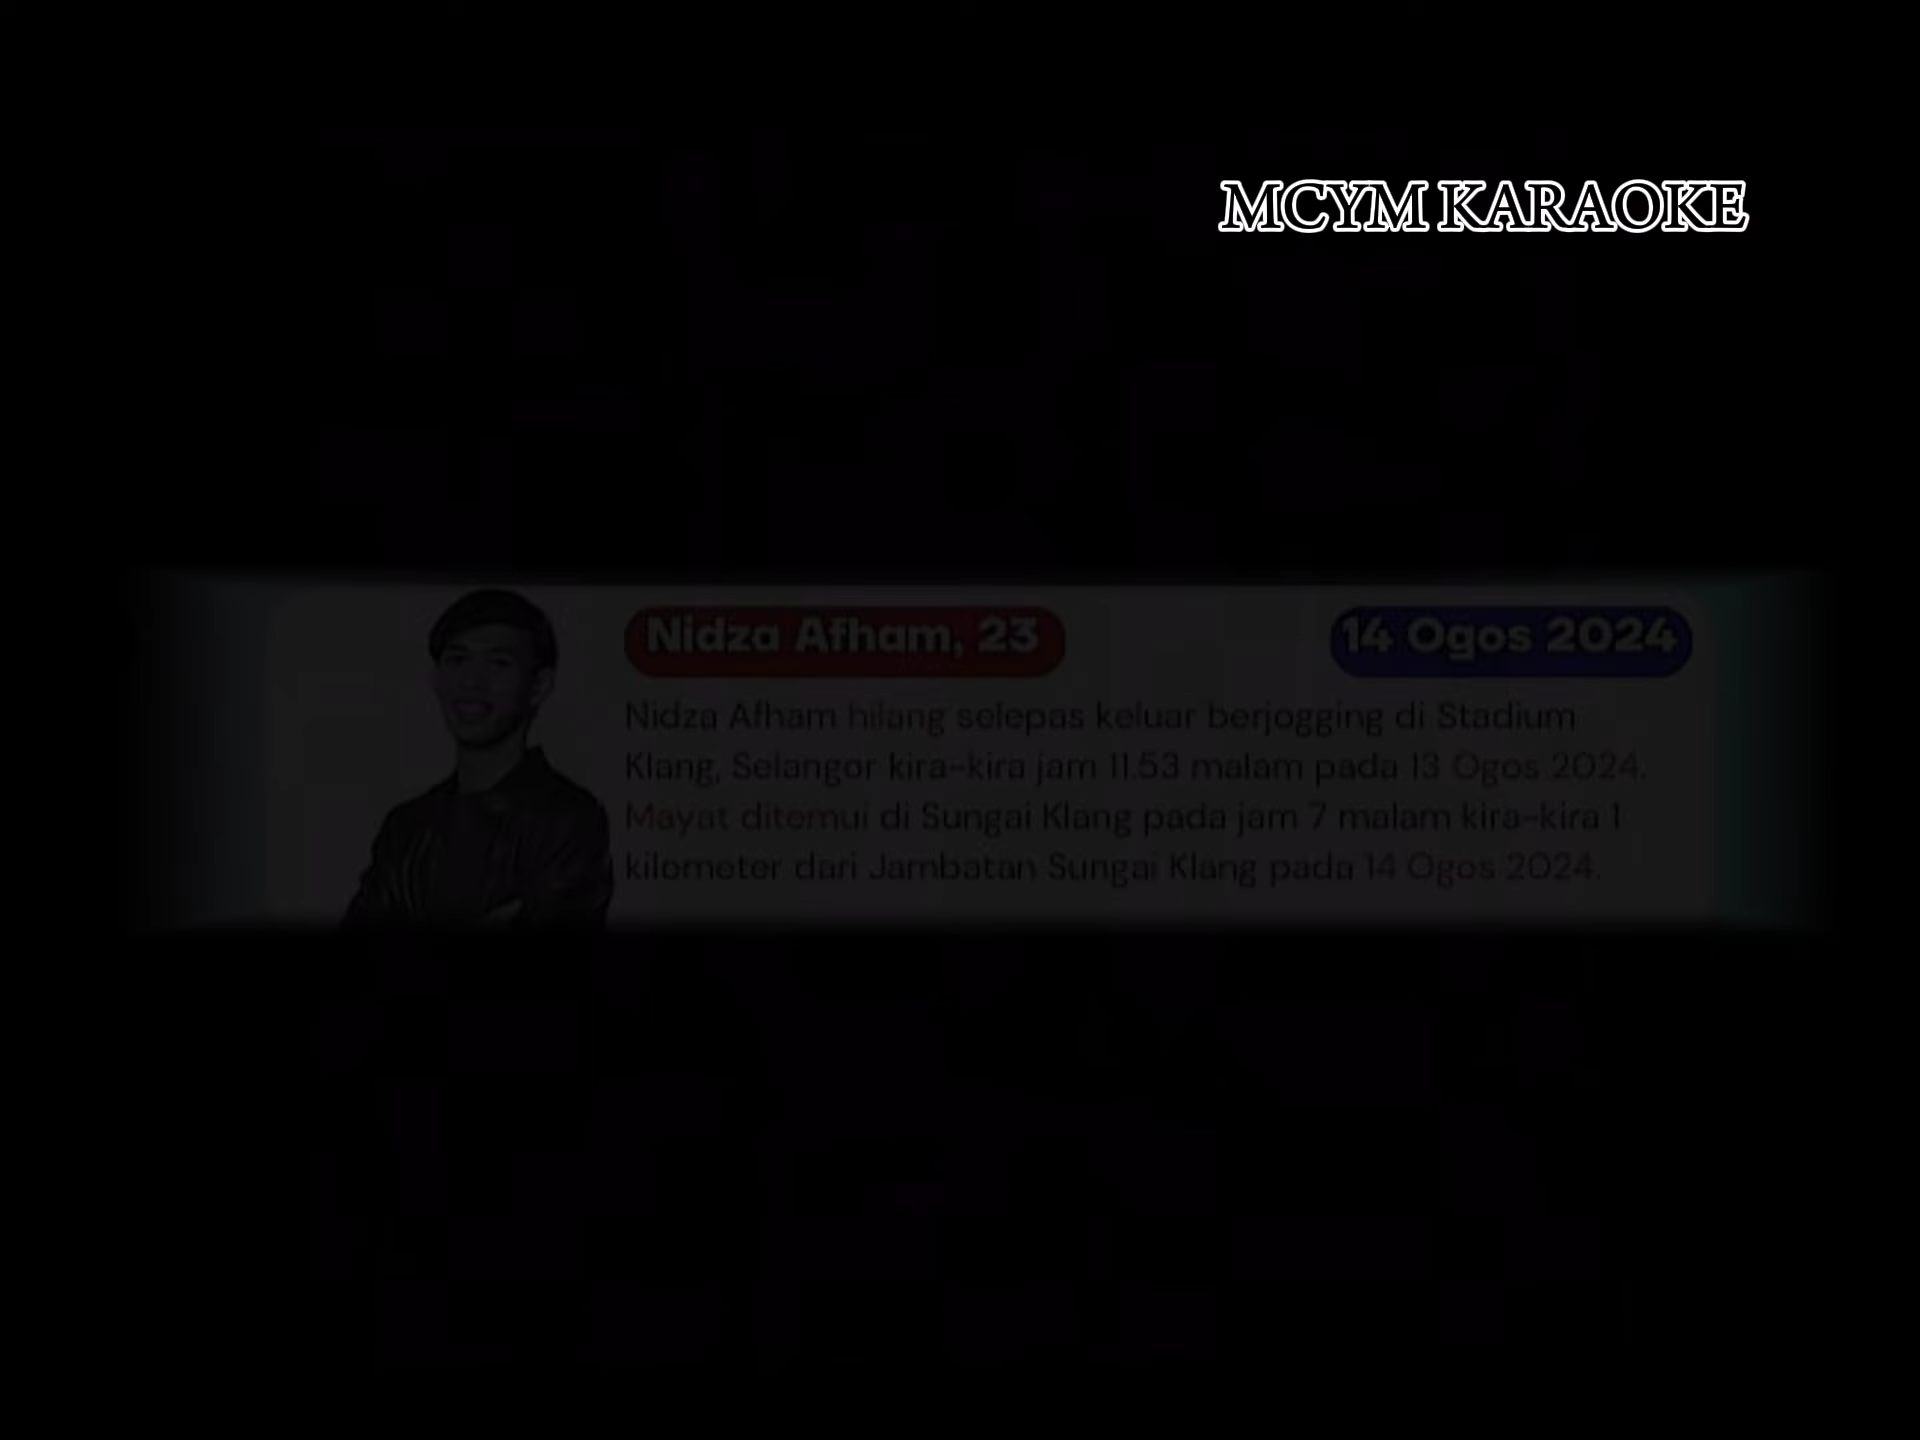 MCYM KARAOKE
Nidza Afham, 23
14 Ogos 2024
Nidza Afham hilang selepas keluar berjogging di Stadium
Klang, Selangor kira-kira jam 11.53 malam pada 13 Ogos 2024.
Mayat ditemui di Sungai Klang pada jam 7 malam kira-kira 1
kilometer dari Jambatan Sungai Klang pada 14 Ogos 2024.